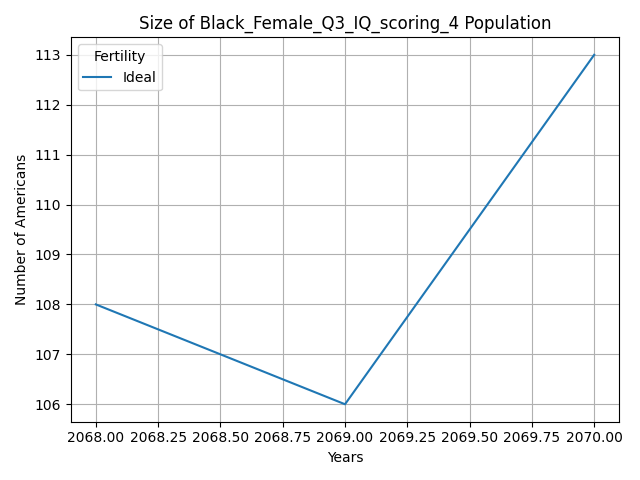 Size of Black_Female_Q3_IQ_scoring_4 Population
Fertility
Ideal
Number of Americans
113
112
111
110
109
108
107
106
2068.00 2068.25 2068.50 2068.75 2069.00 2069.25 2069.50 2069.75 2070.00
Years